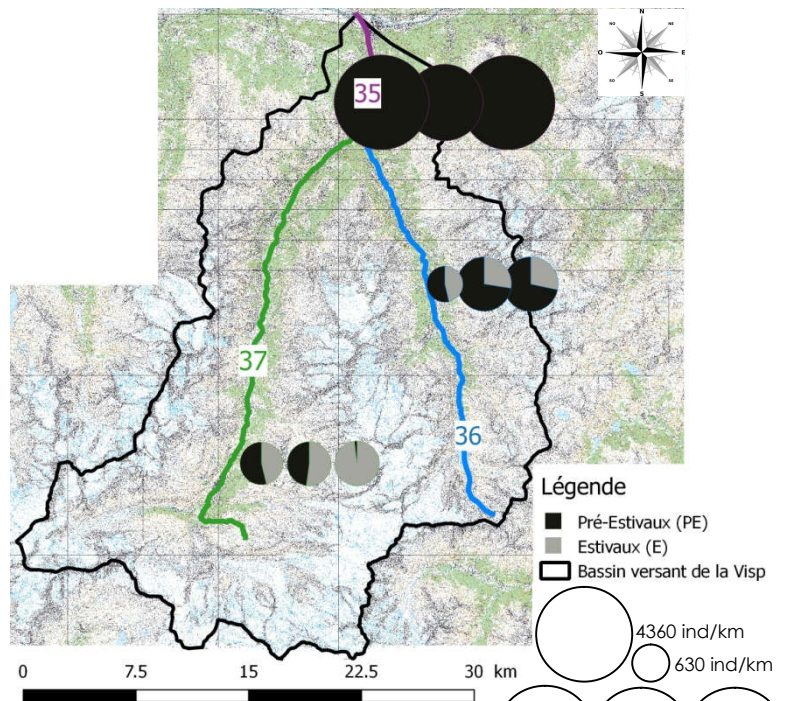 N
NO
NE
O
E
SO
SE
S
35
37
36
Légende
Pré-Estivaux (PE)
Estivaux (E)
Bassin versant de la Visp
4360 ind/km
630 ind/km
0 7.5 15 22.5 30 km